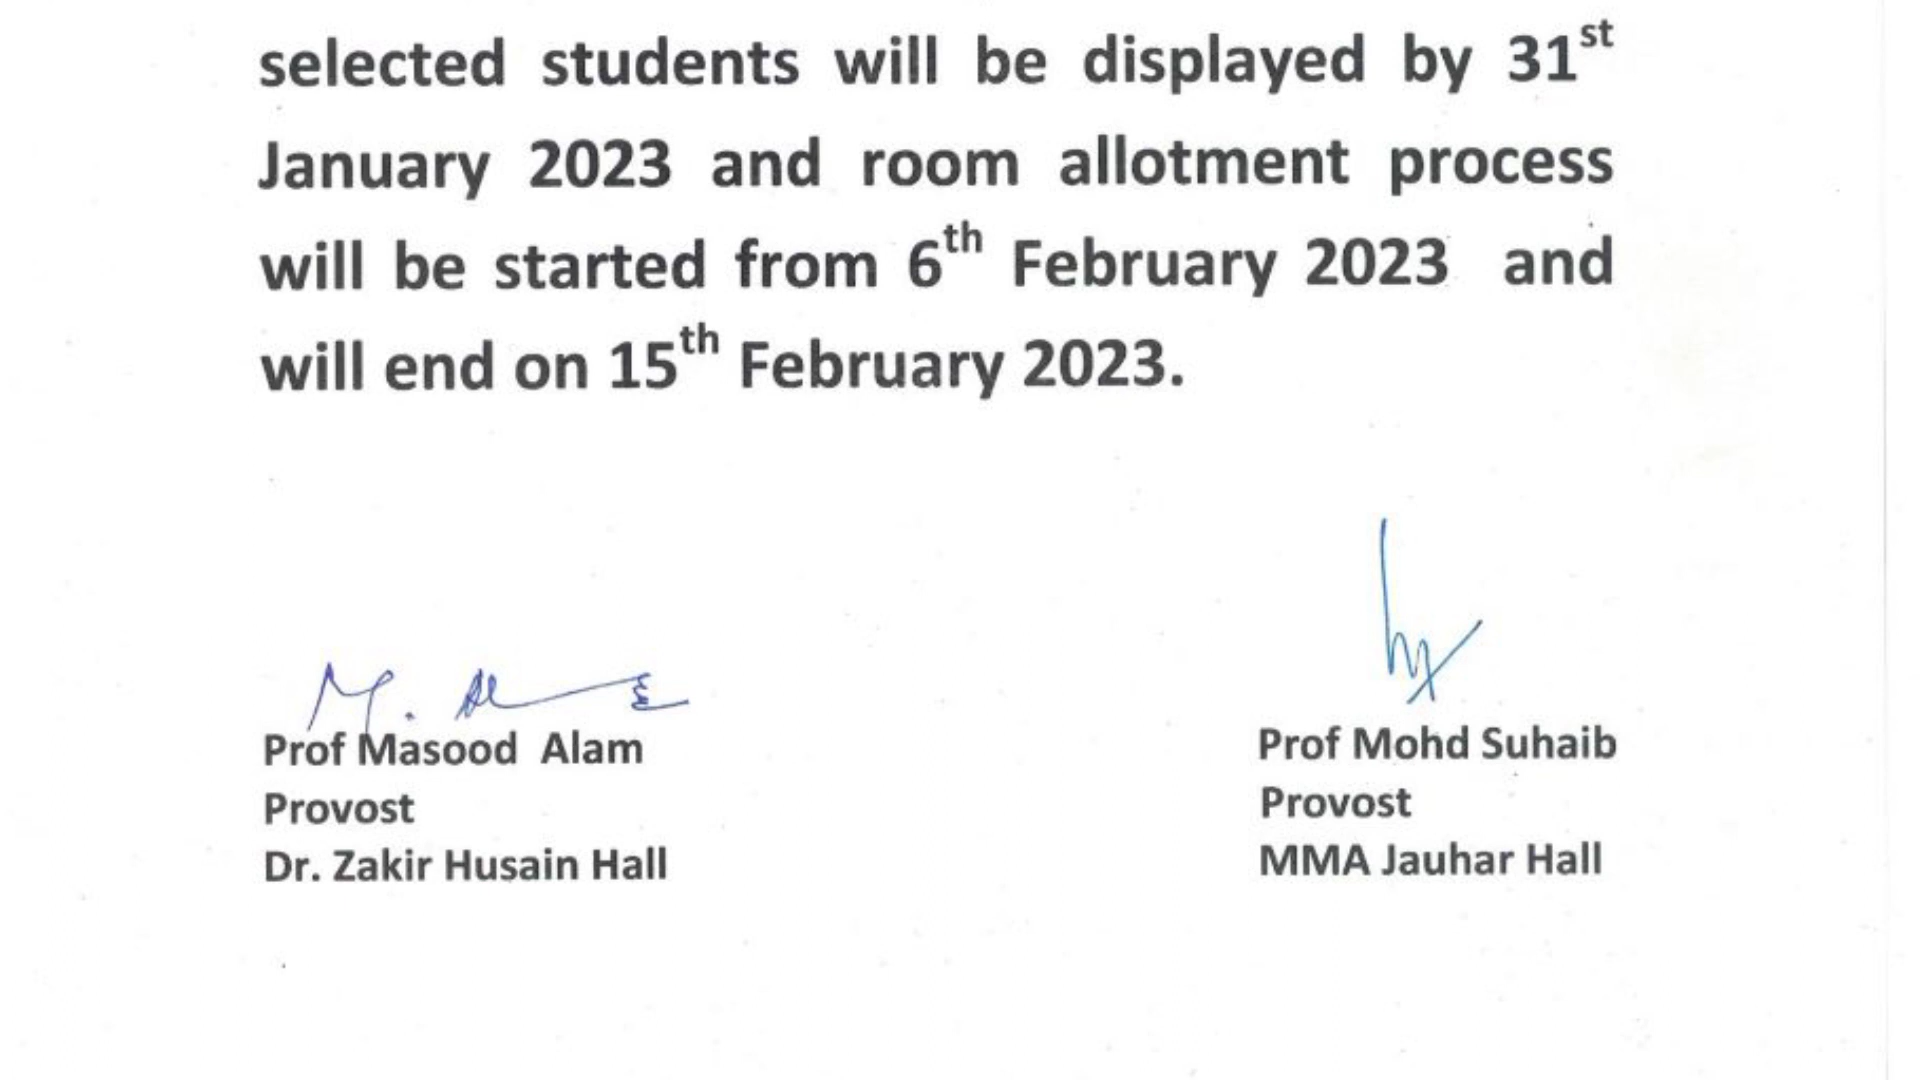 selected students will be displayed by 31st
January 2023 and room allotment process
will be started from 6th February 2023 and
will end on 15th February 2023.
M.
Prof Masood Alam
Provost
Dr. Zakir Husain Hall
Prof Mohd Suhaib
Provost
MMA Jauhar Hall